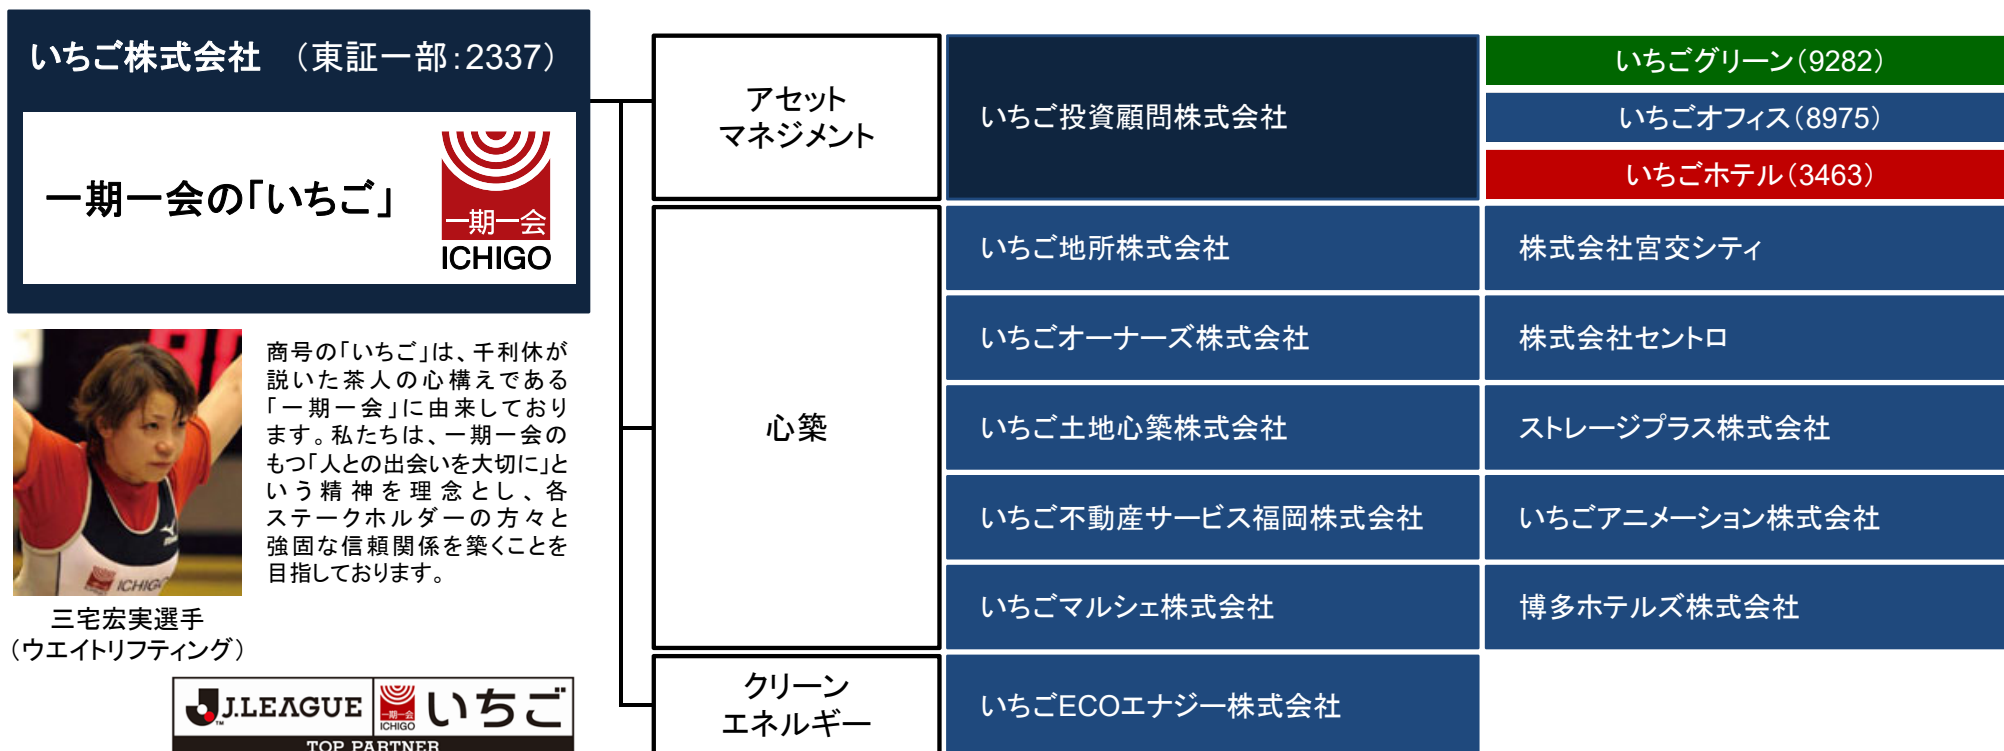 いちご株式会社 （東証一部：2337）
一期一会の「いちご」
一期一会
ICHIGO
商号の「いちご」は、千利休が
説いた茶人の心構えである
「一期一会」に由来しており
ます。私たちは、一期一会の
もつ「人との出会いを大切に」と
いう精神を理念とし、各
ステークホルダーの方々と
強固な信頼関係を築くことを
目指しております。
ICHIGO
三宅宏実選手
（ウエイトリフティング）
J.LEAGUE
TM
一期一会
ICHIGO
いちご
TOP PARTNER
アセット
マネジメント
いちご投資顧問株式会社
いちごグリーン（9282）
いちごオフィス（8975）
いちごホテル（3463）
心築
いちご地所株式会社
株式会社宮交シティ
いちごオーナーズ株式会社
株式会社セントロ
いちご土地心築株式会社
ストレージプラス株式会社
いちご不動産サービス福岡株式会社
いちごアニメーション株式会社
いちごマルシェ株式会社
博多ホテルズ株式会社
クリーン
エネルギー
いちごECOエナジー株式会社